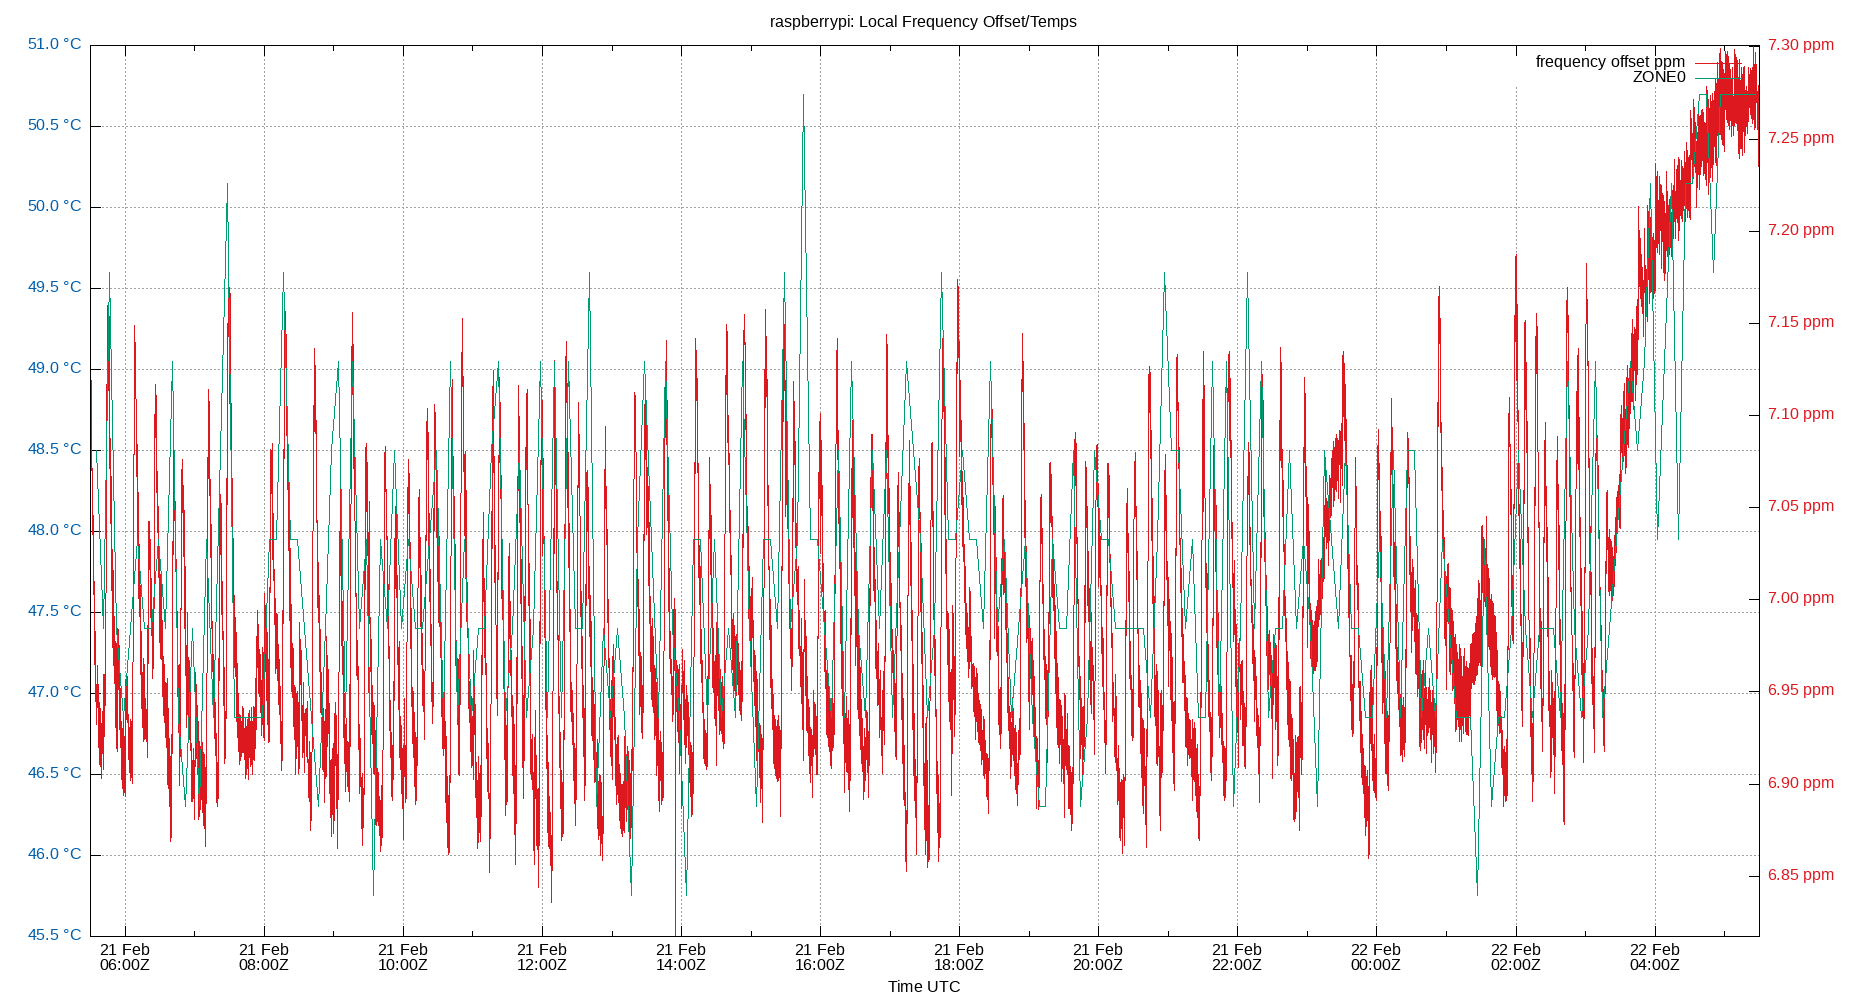 raspberrypi: Local Frequency Offset/Temps
51.0 °C
50.5 °C
50.0 °C
49.5 °C
49.0 °C
48.5 °C
48.0 °C
47.5 °C
47.0 °C
46.5 °C
46.0 °C
45.5 °C
frequency offset ppm
ZONE0
7.30 ppm
7.25 ppm
7.20 ppm
7.15 ppm
7.10 ppm
7.05 ppm
7.00 ppm
6.95 ppm
6.90 ppm
6.85 ppm
21 Feb
06:00Z
21 Feb
08:00Z
21 Feb
10:00Z
21 Feb
12:00Z
21 Feb
14:00Z
21 Feb
16:00Z
21 Feb
18:00Z
21 Feb
20:00Z
21 Feb
22:00Z
22 Feb
00:00Z
22 Feb
02:00Z
22 Feb
04:00Z
Time UTC